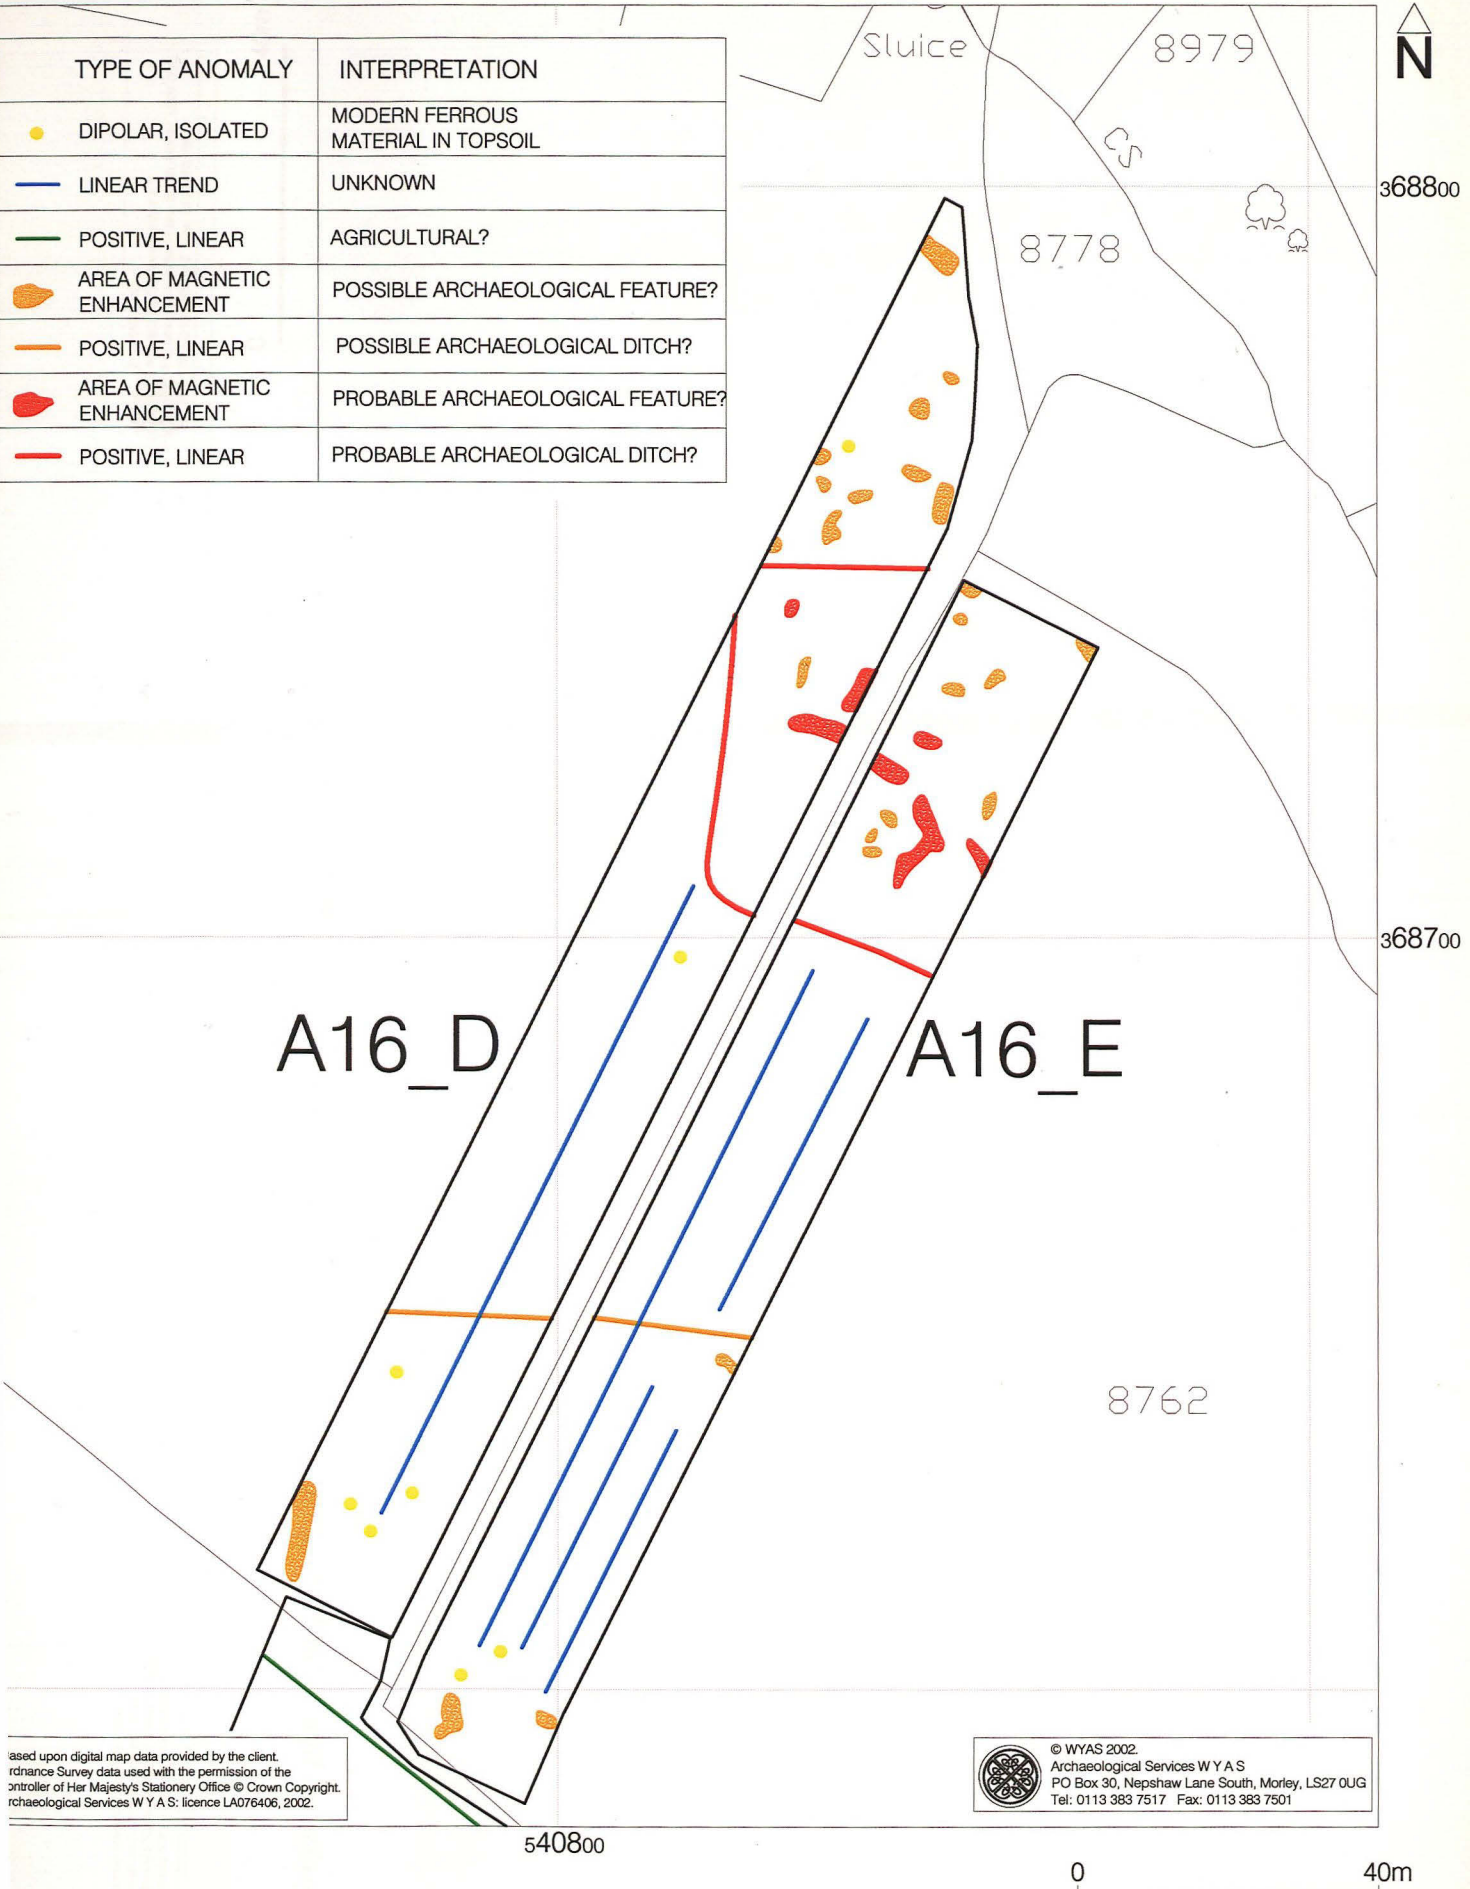 TYPE OF ANOMALY INTERPRETATION
DIPOLAR, ISOLATED MODERN FERROUS
MATERIAL IN TOPSOIL
LINEAR TREND UNKNOWN
POSITIVE, LINEAR AGRICULTURAL?
AREA OF MAGNETIC
ENHANCEMENT POSSIBLE ARCHAEOLOGICAL FEATURE?
POSITIVE, LINEAR POSSIBLE ARCHAEOLOGICAL DITCH?
AREA OF MAGNETIC
ENHANCEMENT PROBABLE ARCHAEOLOGICAL FEATURE?
POSITIVE, LINEAR PROBABLE ARCHAEOLOGICAL DITCH?
Sluice
8979
N
CS
368800
8778
368700
A16_D
A16_E
8762
ased upon digital map data provided by the client.
rdnance Survey data used with the permission of the
ontroller of Her Majesty's Stationery Office © Crown Copyright.
rchaeological Services W Y A S: licence LA076406, 2002.
© WYAS 2002.
Archaeological Services W Y A S
PO Box 30, Nepshaw Lane South, Morley, LS27 0UG
Tel: 0113 383 7517 Fax: 0113 383 7501
540800
0 40m